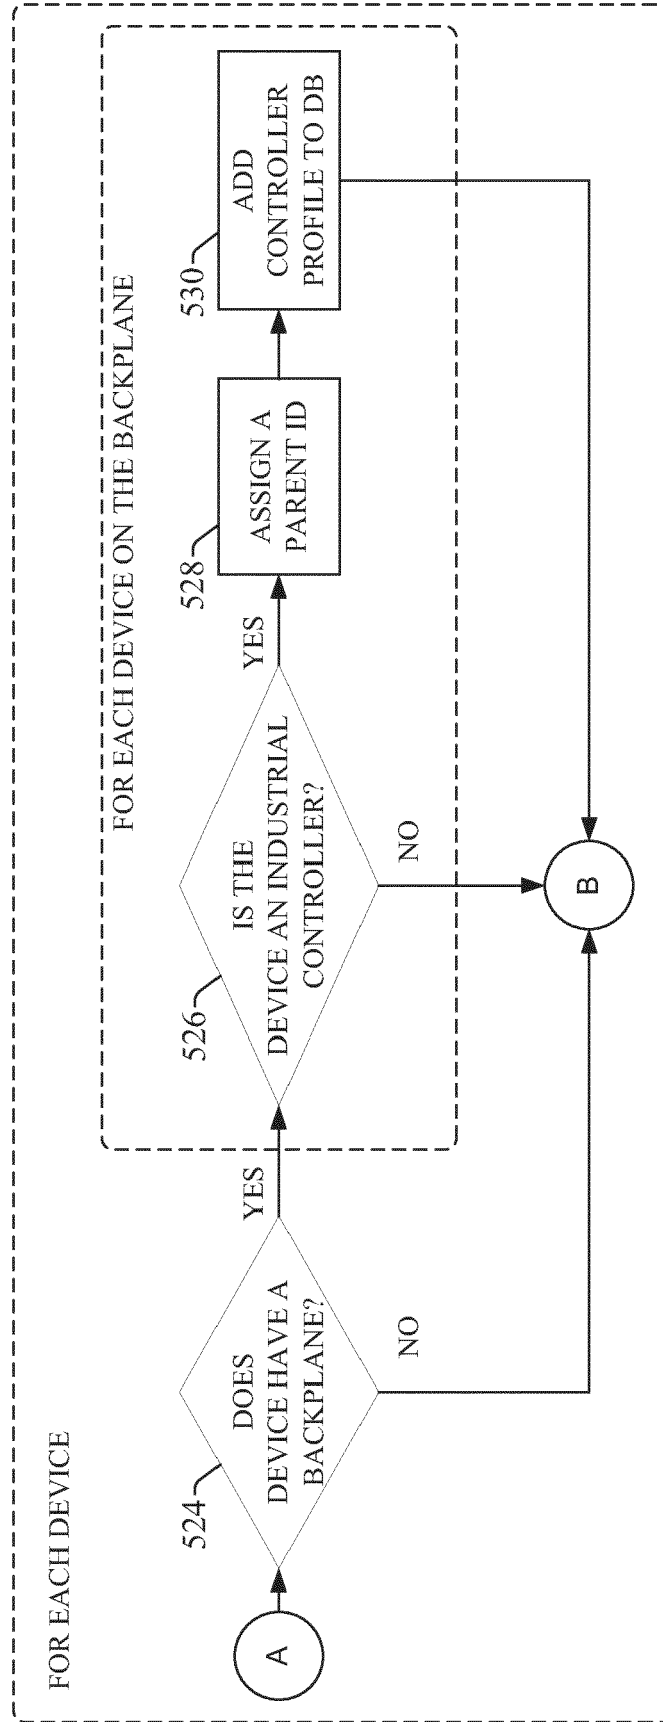 FOR EACH DEVICE
FOR EACH DEVICE ON THE BACKPLANE
A
524
DOES
DEVICE HAVE A
BACKPLANE?
YES
NO
526
IS THE
DEVICE AN INDUSTRIAL
CONTROLLER?
YES
NO
528
ASSIGN A
PARENT ID
530
ADD
CONTROLLER
PROFILE TO DB
B